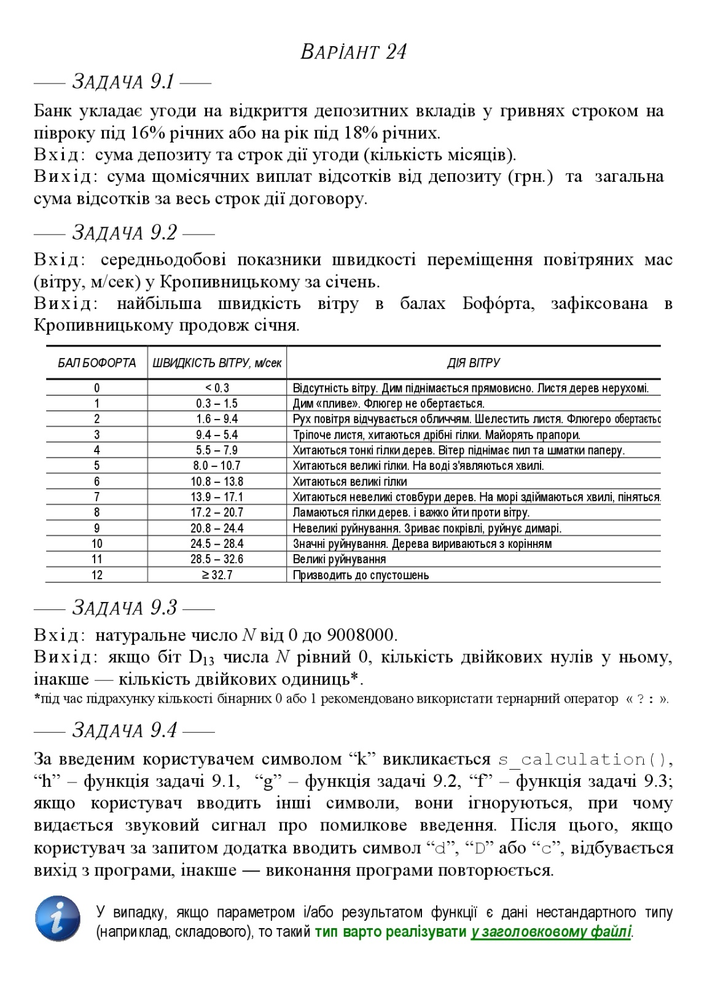 ВАРІАНТ 24
ЗАДАЧА 9.1
Банк укладає угоди на відкриття депозитних вкладів у гривнях строком на
півроку під 16% річних або на рік під 18% річних.
Вхід: сума депозиту та строк дії угоди (кількість місяців).
Вихід: сума щомісячних виплат відсотків від депозиту (грн.) та загальна
сума відсотків за весь строк дії договору.
ЗАДАЧА 9.2
Вхід: середньодобові показники швидкості переміщення повітряних мас
(вітру, м/сек) у Кропивницькому за січень.
Вихід: найбільша швидкість вітру в балах Бофо́рта, зафіксована в
Кропивницькому продовж січня.
БАЛ БОФОРТА ШВИДКІСТЬ ВІТРУ, м/сек ДІЯ ВІТРУ
0 < 0.3 Відсутність вітру. Дим піднімається прямовисно. Листя дерев нерухомі.
1 0.3 – 1.5 Дим «пливе». Флюгер не обертається.
2 1.6 – 9.4 Рух повітря відчувається обличчям. Шелестить листя. Флюгеро обертаєтьс
3 9.4 – 5.4 Тріпоче листя, хитаються дрібні гілки. Майорять прапори.
4 5.5 – 7.9 Хитаються тонкі гілки дерев. Вітер піднімає пил та шматки паперу.
5 8.0 – 10.7 Хитаються великі гілки. На воді з'являються хвилі.
6 10.8 – 13.8 Хитаються великі гілки
7 13.9 – 17.1 Хитаються невеликі стовбури дерев. На морі здіймаються хвилі, піняться.
8 17.2 – 20.7 Ламаються гілки дерев. і важко йти проти вітру.
9 20.8 – 24.4 Невеликі руйнування. Зриває покрівлі, руйнує димарі.
10 24.5 – 28.4 Значні руйнування. Дерева вириваються з корінням
11 28.5 – 32.6 Великі руйнування
12 ≥ 32.7 Призводить до спустошень
ЗАДАЧА 9.3
Вхід: натуральне число N від 0 до 9008000.
Вихід: якщо біт D13 числа N рівний 0, кількість двійкових нулів у ньому,
інакше — кількість двійкових одиниць*.
*під час підрахунку кількості бінарних 0 або 1 рекомендовано використати тернарний оператор « ? : ».
ЗАДАЧА 9.4
За введеним користувачем символом “k” викликається s_calculation(),
“h” – функція задачі 9.1, “g” – функція задачі 9.2, “f” – функція задачі 9.3;
якщо користувач вводить інші символи, вони ігноруються, при чому
видається звуковий сигнал про помилкове введення. Після цього, якщо
користувач за запитом додатка вводить символ “d”, “D” або “c”, відбувається
вихід з програми, інакше — виконання програми повторюється.
У випадку, якщо параметром і/або результатом функції є дані нестандартного типу
(наприклад, складового), то такий тип варто реалізувати у заголовковому файлі.